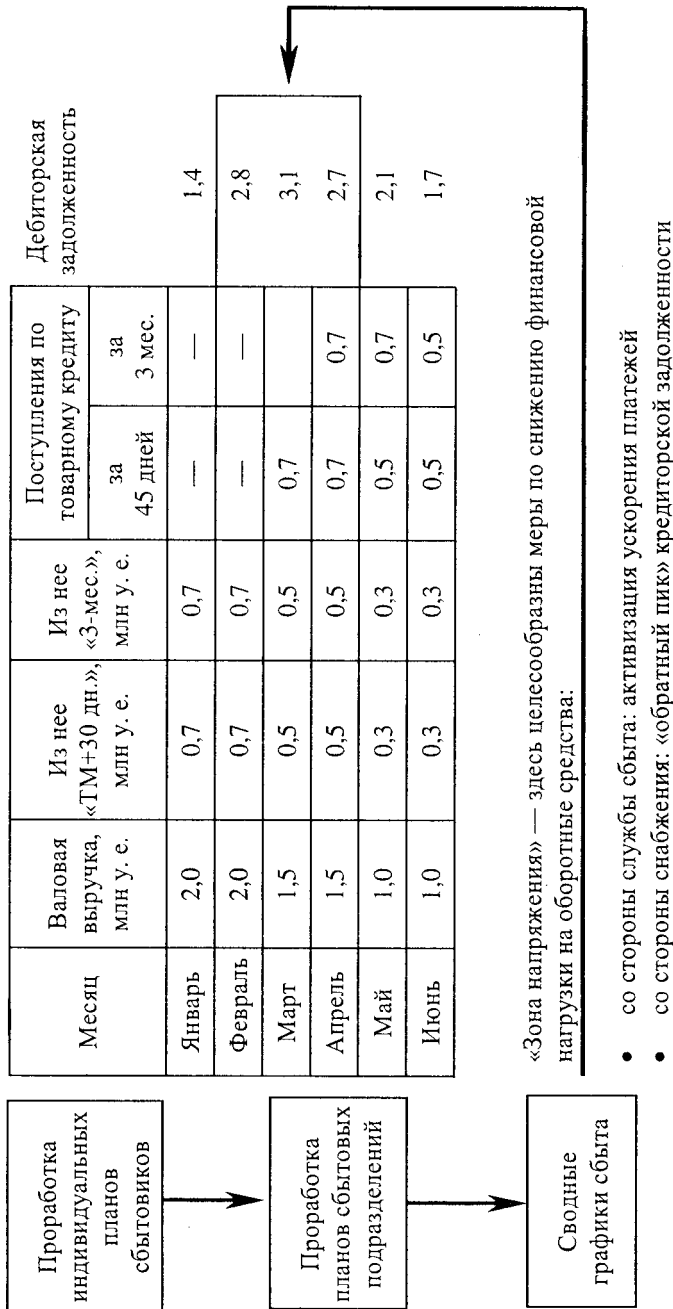 Проработка
индивидуальных
планов
сбытовиков
Проработка
планов сбытовых
подразделений
Сводные
графики сбыта
Месяц
Валовая
выручка,
млн у. е.
Из нее
«ТМ+30 дн.»,
млн у. е.
Из нее
«3-мес.»,
млн у. е.
Поступления по
товарному кредиту
за
45 дней
за
3 мес.
Дебиторская
задолженность
Январь 2,0 0,7 0,7 — — 1,4
Февраль 2,0 0,7 0,7 — — 2,8
Март 1,5 0,5 0,5 0,7 3,1
Апрель 1,5 0,5 0,5 0,7 0,7 2,7
Май 1,0 0,3 0,3 0,5 0,7 2,1
Июнь 1,0 0,3 0,3 0,5 0,5 1,7
«Зона напряжения» — здесь целесообразны меры по снижению финансовой
нагрузки на оборотные средства:
• со стороны службы сбыта: активизация ускорения платежей
• со стороны снабжения: «обратный пик» кредиторской задолженности